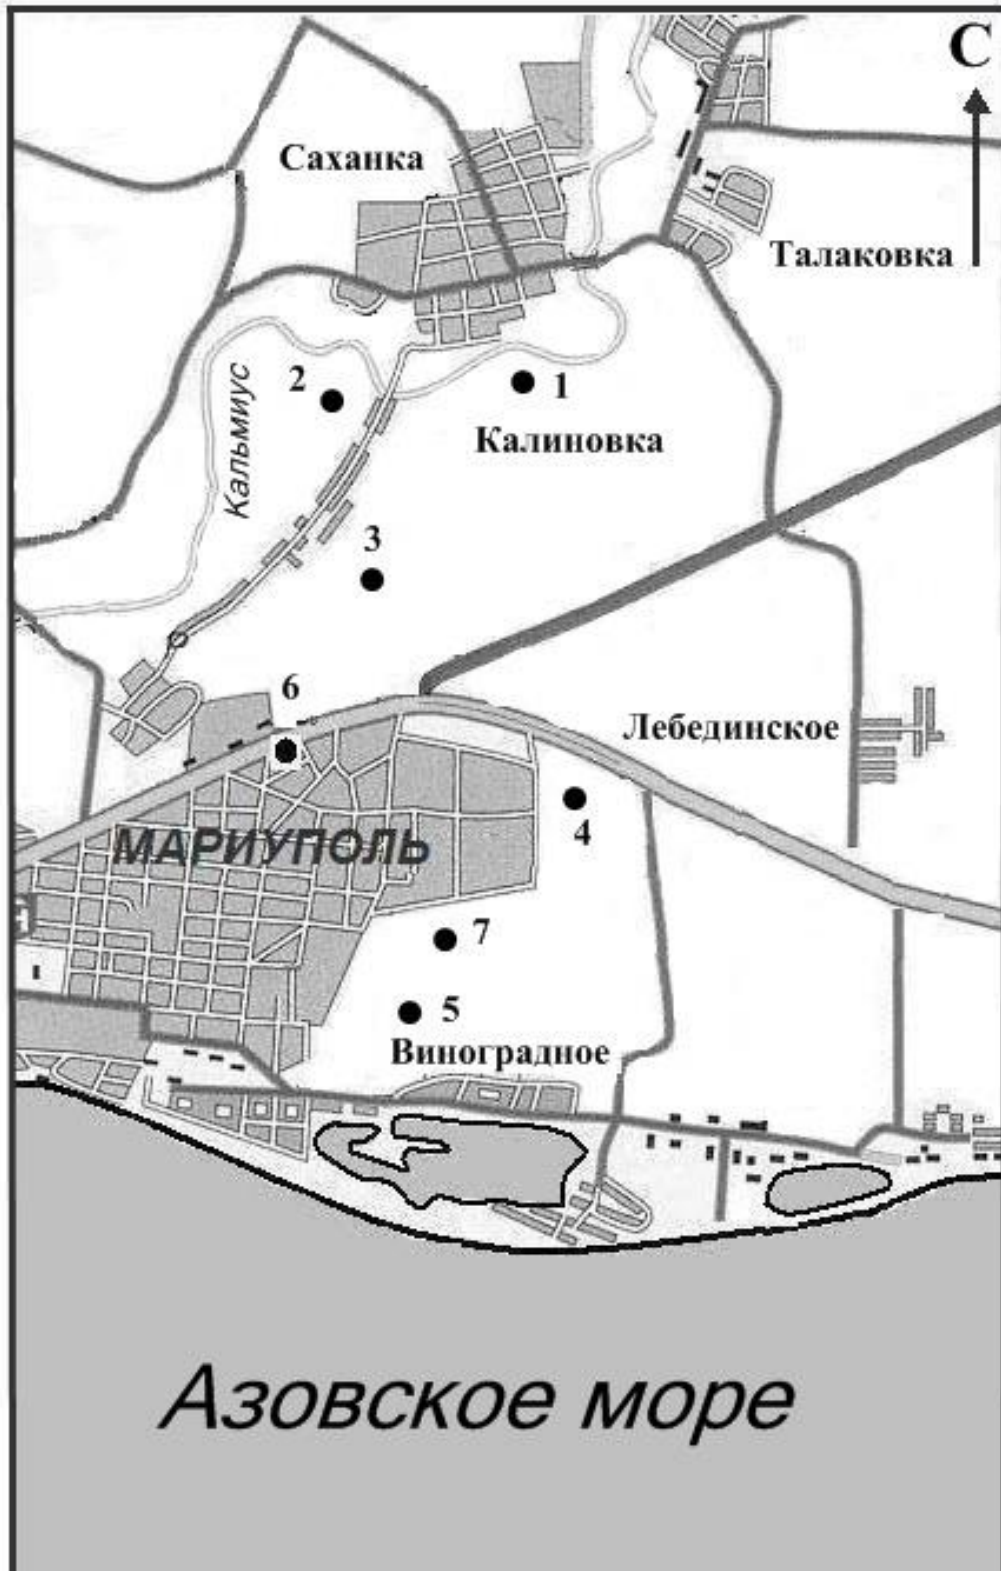 С
Саханка
Талаковка
2
1
Кальмиус
Калиновка
3
6
Лебединское
4
МАРИУПОЛЬ
7
5
Виноградное
Азовское море